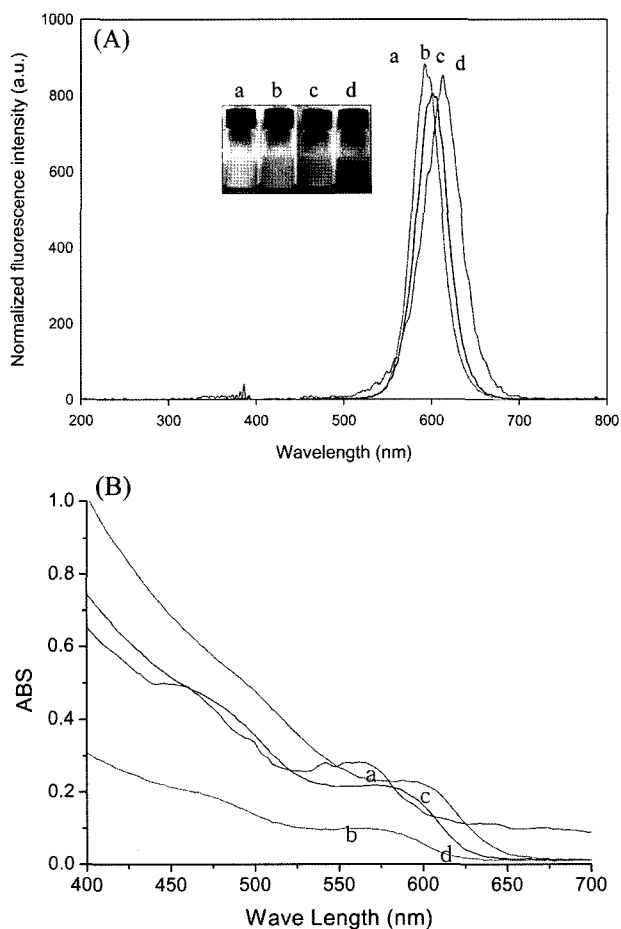 (A)
1000
800
600
400
200
0
Normalized fluorescence intensity (a.u.)
a b c d
a b c d
200 300 400 500 600 700 800
Wavelength (nm)
(B)
1.0
0.8
0.6
0.4
0.2
0.0
ABS
a
c
b
d
400 450 500 550 600 650 700
Wave Length (nm)